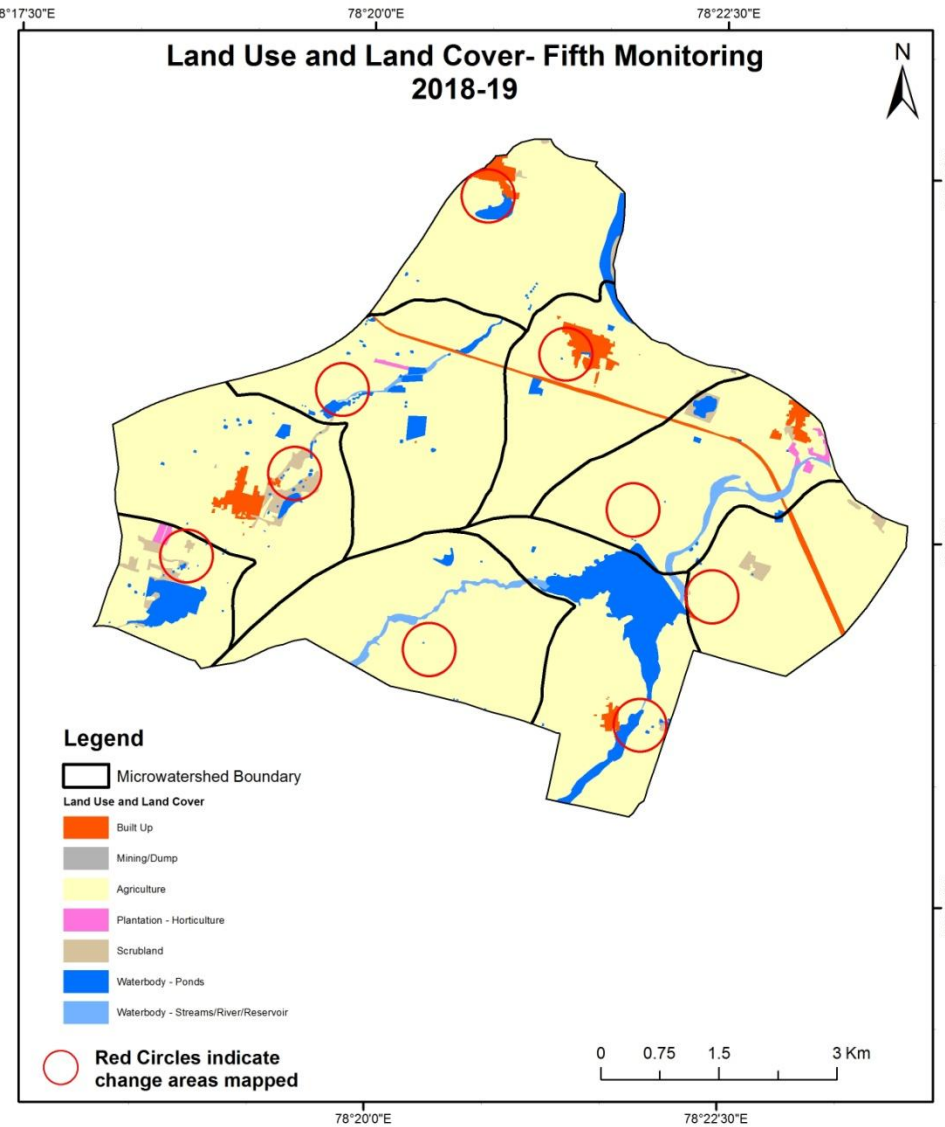 8°17'30"E 78°20'0"E 78°22'30"E
Land Use and Land Cover- Fifth Monitoring
2018-19
N
Legend
Microwatershed Boundary
Land Use and Land Cover
Built Up
Mining/Dump
Agriculture
Plantation - Horticulture
Scrubland
Waterbody - Ponds
Waterbody - Streams/River/Reservoir
Red Circles indicate
change areas mapped
0 0.75 1.5 3 Km
78°20'0"E 78°22'30"E